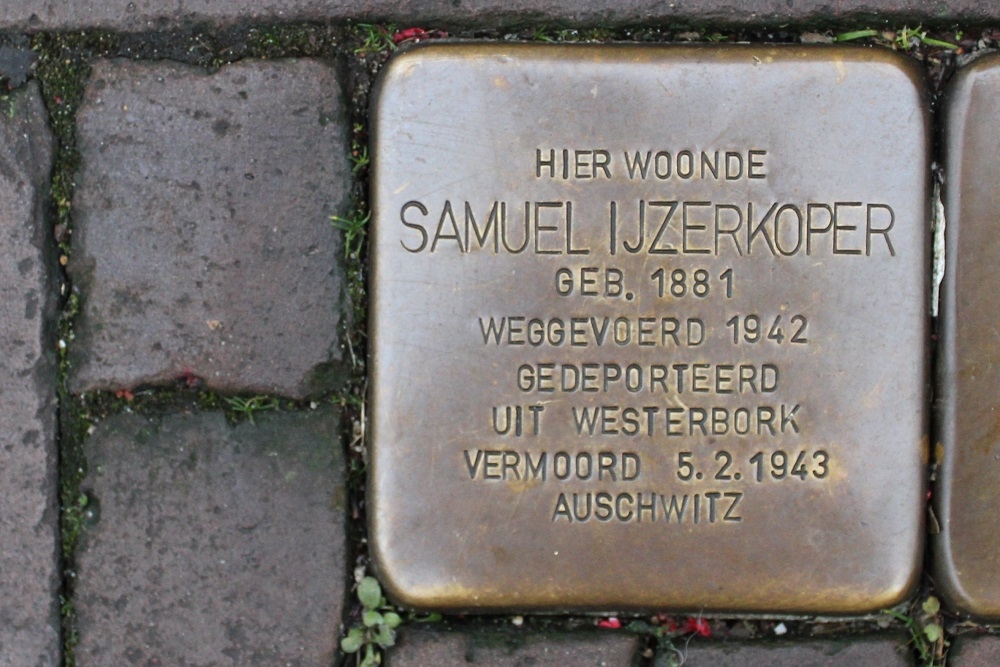 HIER WOONDE
SAMUEL IJZERKOPER
GEB. 1881
WEGGEVOERD 1942
GEDEPORTEERD
UIT WESTERBORK
VERMOORD 5.2.1943
AUSCHWITZ